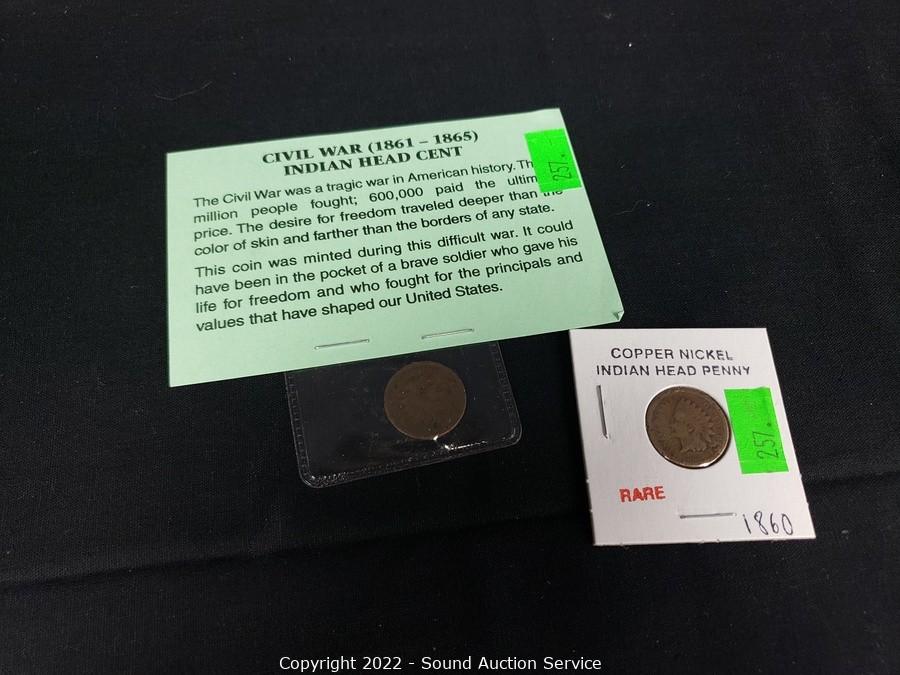 CIVIL WAR (1861 – 1865)
INDIAN HEAD CENT
The Civil War was a tragic war in American history. Th
million people fought; 600,000 paid the ultim
price. The desire for freedom traveled deeper than the
color of skin and farther than the borders of any state.
This coin was minted during this difficult war. It could
have been in the pocket of a brave soldier who gave his
life for freedom and who fought for the principals and
values that have shaped our United States.
257.
COPPER NICKEL
INDIAN HEAD PENNY
257.
RARE
1860
Copyright 2022 - Sound Auction Service